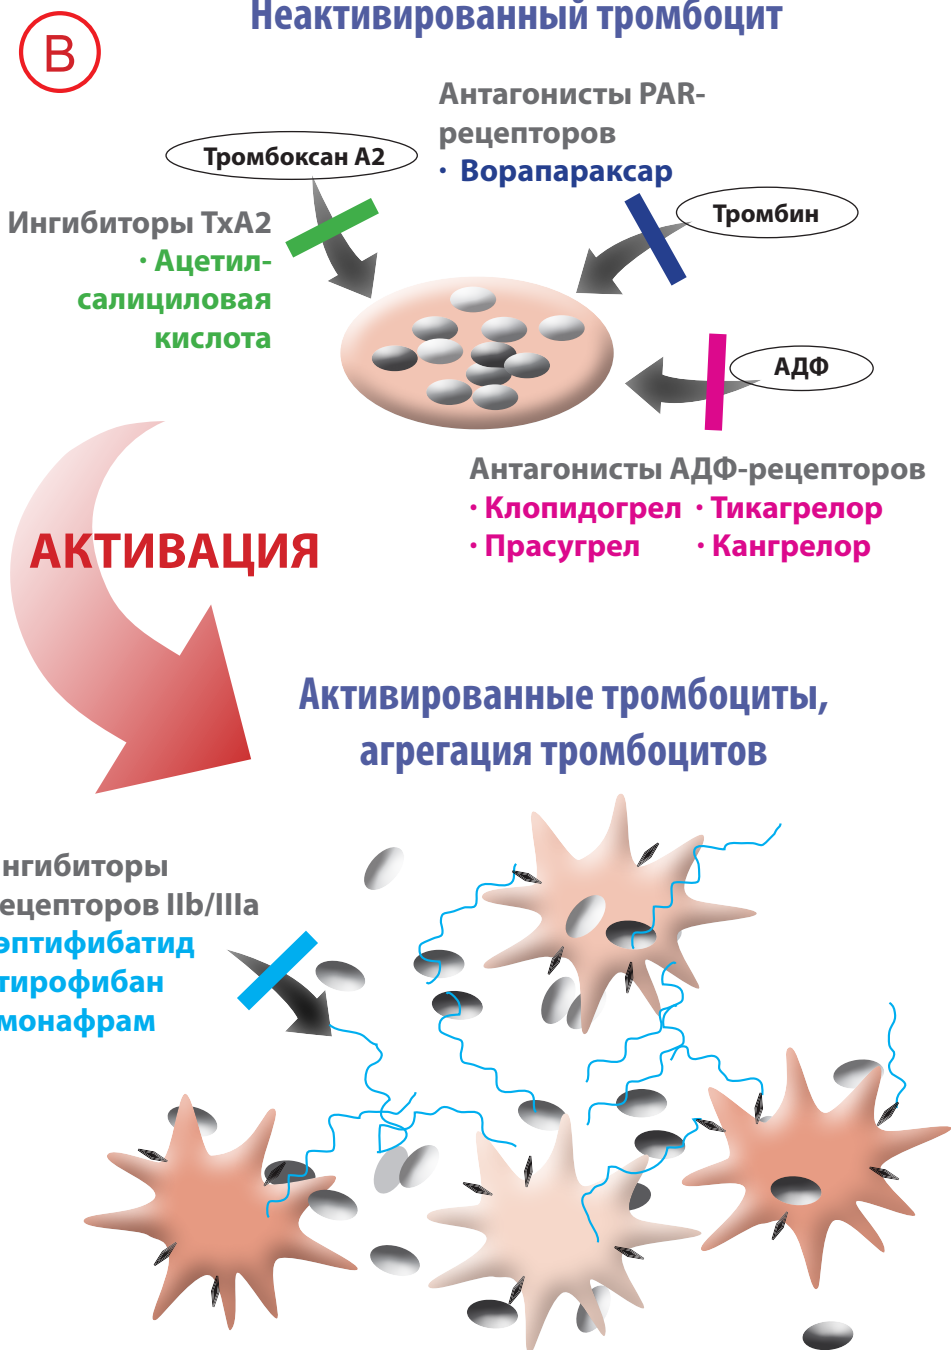 Неактивированный тромбоцит
B
Антагонисты PAR-
рецепторов
· Ворапараксар
Тромбоксан А2
Тромбин
Ингибиторы TxA2
· Ацетил-
салициловая
кислота
АДФ
Антагонисты АДФ-рецепторов
· Клопидогрел · Тикагрелор
· Прасугрел · Кангрелор
АКТИВАЦИЯ
Активированные тромбоциты,
агрегация тромбоцитов
нгибиторы
ецепторов IIb/IIIa
эптифибатид
тирофибан
монафрам